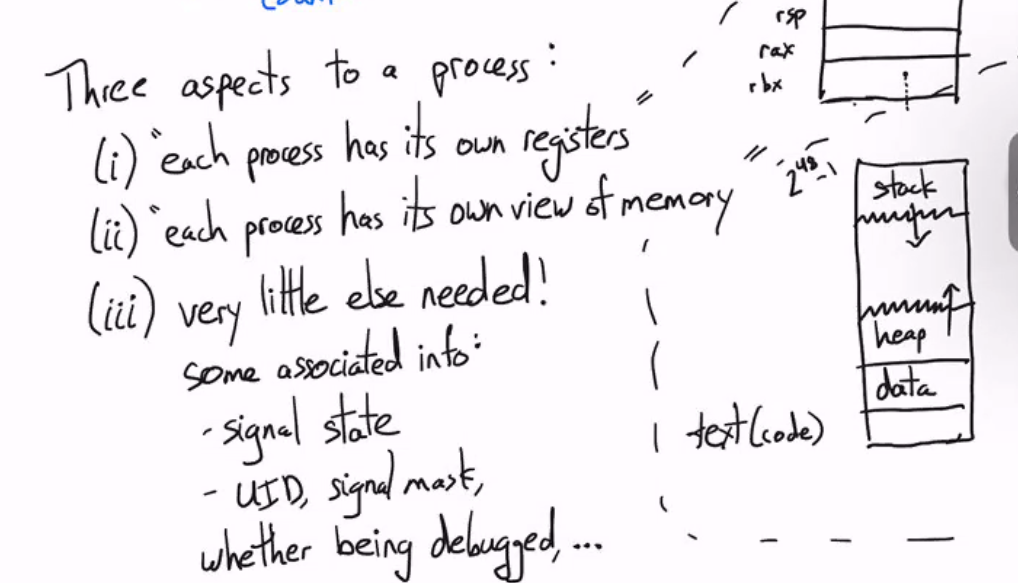 Three aspects to a process:
(i) "each process has its own registers"
(ii) "each process has its own view of memory"
(iii) very little else needed!
some associated info:
- signal state
- UID, signal mask,
whether being debugged, ...
rsp
rax
rbx
2^48-1
stack
heap
data
text (code)